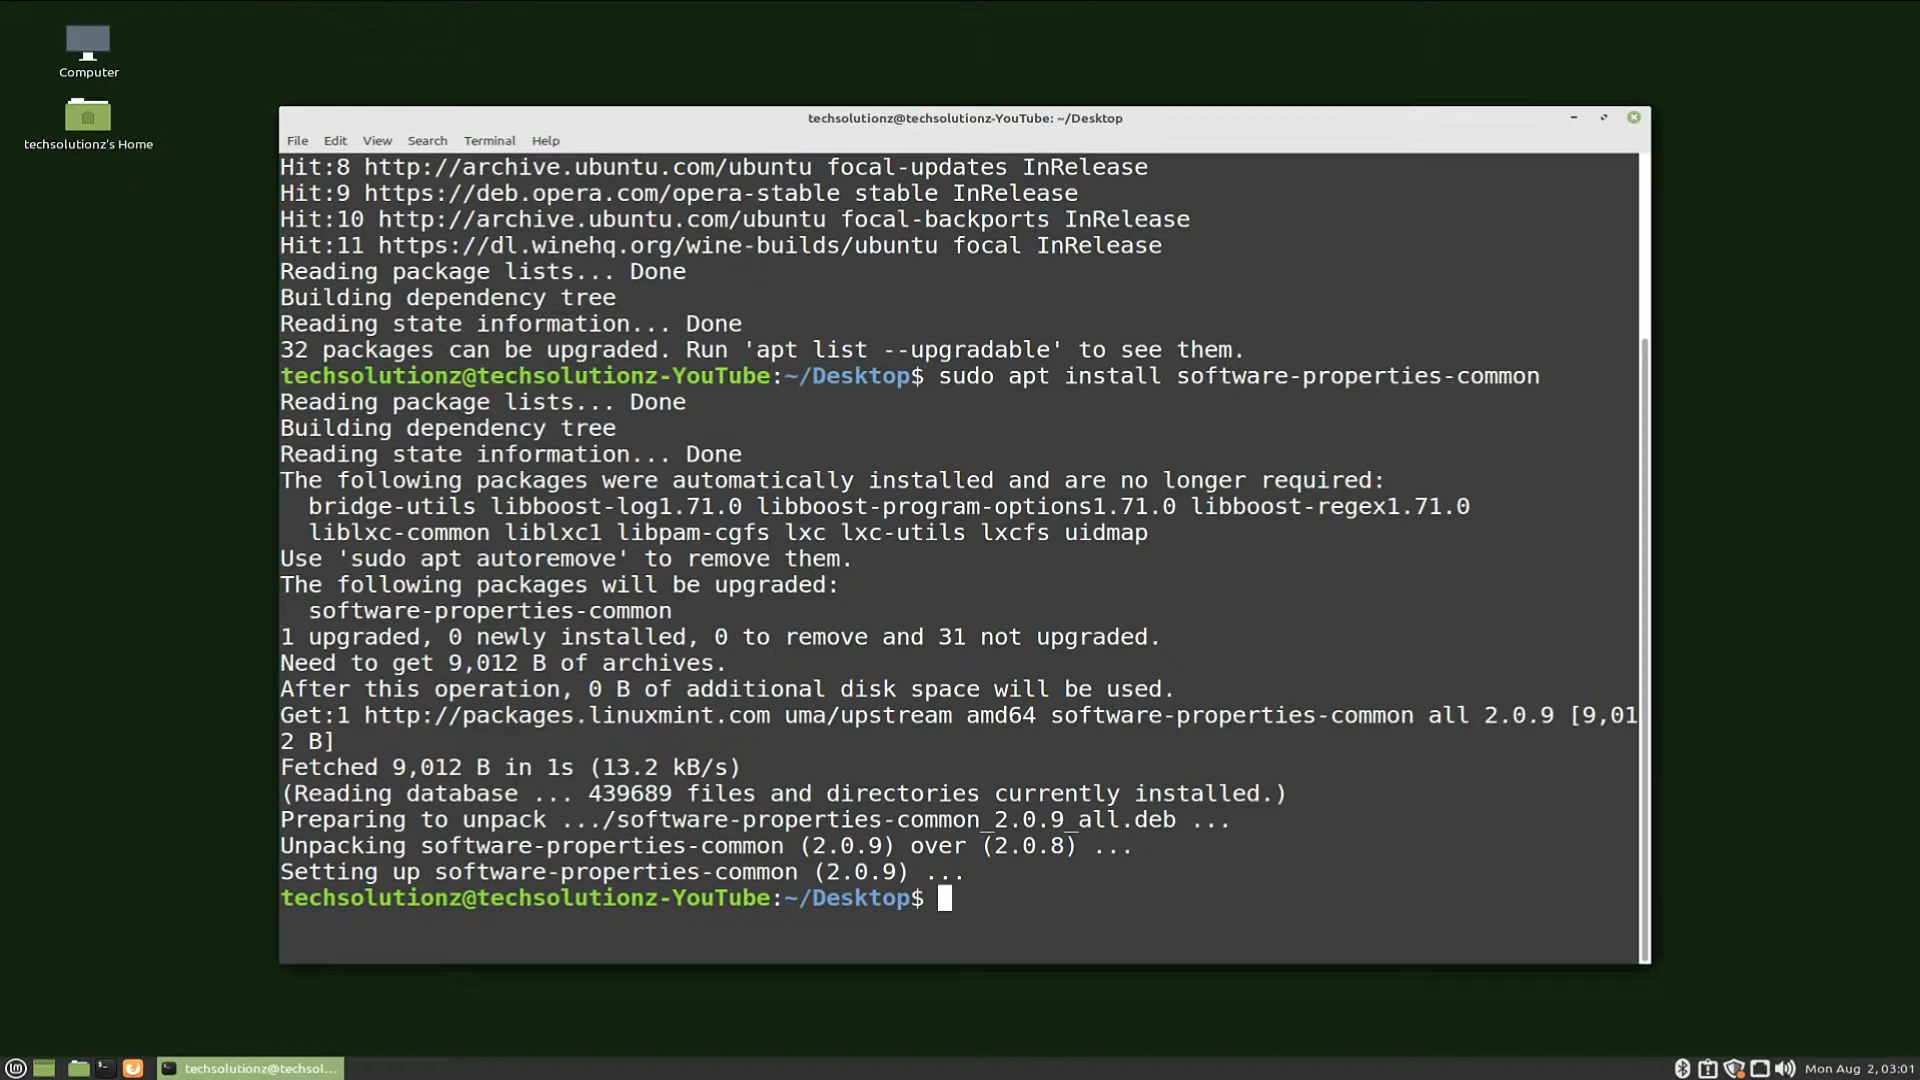 Computer
techsolutionz's Home
techsolutionz@techsolutionz-YouTube: ~/Desktop
File Edit View Search Terminal Help
Hit:8 http://archive.ubuntu.com/ubuntu focal-updates InRelease
Hit:9 https://deb.opera.com/opera-stable stable InRelease
Hit:10 http://archive.ubuntu.com/ubuntu focal-backports InRelease
Hit:11 https://dl.winehq.org/wine-builds/ubuntu focal InRelease
Reading package lists... Done
Building dependency tree
Reading state information... Done
32 packages can be upgraded. Run 'apt list --upgradable' to see them.
techsolutionz@techsolutionz-YouTube:~/Desktop$ sudo apt install software-properties-common
Reading package lists... Done
Building dependency tree
Reading state information... Done
The following packages were automatically installed and are no longer required:
  bridge-utils libboost-log1.71.0 libboost-program-options1.71.0 libboost-regex1.71.0
  liblxc-common liblxc1 libpam-cgfs lxc lxc-utils lxcfs uidmap
Use 'sudo apt autoremove' to remove them.
The following packages will be upgraded:
  software-properties-common
1 upgraded, 0 newly installed, 0 to remove and 31 not upgraded.
Need to get 9,012 B of archives.
After this operation, 0 B of additional disk space will be used.
Get:1 http://packages.linuxmint.com uma/upstream amd64 software-properties-common all 2.0.9 [9,01
2 B]
Fetched 9,012 B in 1s (13.2 kB/s)
(Reading database ... 439689 files and directories currently installed.)
Preparing to unpack .../software-properties-common_2.0.9_all.deb ...
Unpacking software-properties-common (2.0.9) over (2.0.8) ...
Setting up software-properties-common (2.0.9) ...
techsolutionz@techsolutionz-YouTube:~/Desktop$
techsolutionz@techsol...
Mon Aug 2, 03:01